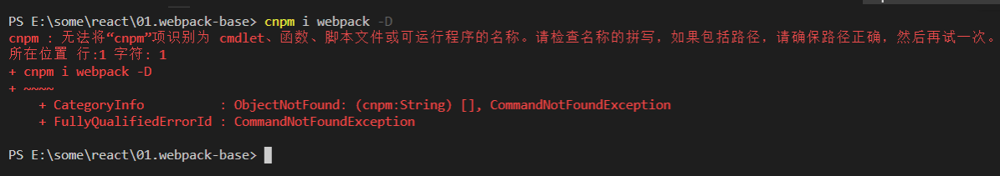 PS E:\some\react\01.webpack-base> cnpm i webpack -D
cnpm : 无法将“cnpm”项识别为 cmdlet、函数、脚本文件或可运行程序的名称。请检查名称的拼写，如果包括路径，请确保路径正确，然后再试一次。
所在位置 行:1 字符: 1
+ cnpm i webpack -D
+ ~~~~
    + CategoryInfo          : ObjectNotFound: (cnpm:String) [], CommandNotFoundException
    + FullyQualifiedErrorId : CommandNotFoundException
PS E:\some\react\01.webpack-base>